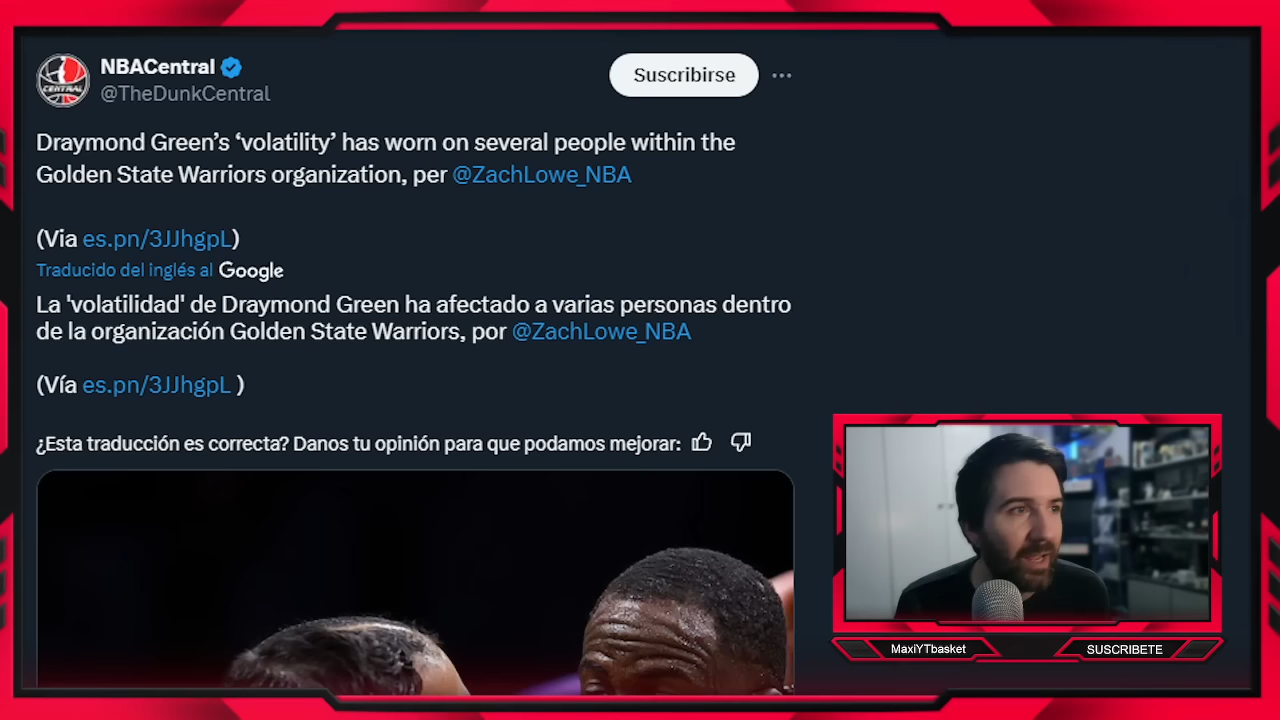 NBACentral
@TheDunkCentral
Suscribirse
Draymond Green’s ‘volatility’ has worn on several people within the
Golden State Warriors organization, per @ZachLowe_NBA
(Via es.pn/3JJhgpL)
Traducido del inglés al Google
La 'volatilidad' de Draymond Green ha afectado a varias personas dentro
de la organización Golden State Warriors, por @ZachLowe_NBA
(Vía es.pn/3JJhgpL )
¿Esta traducción es correcta? Danos tu opinión para que podamos mejorar:
MaxiYTbasket
SUSCRIBETE
CENTRAL